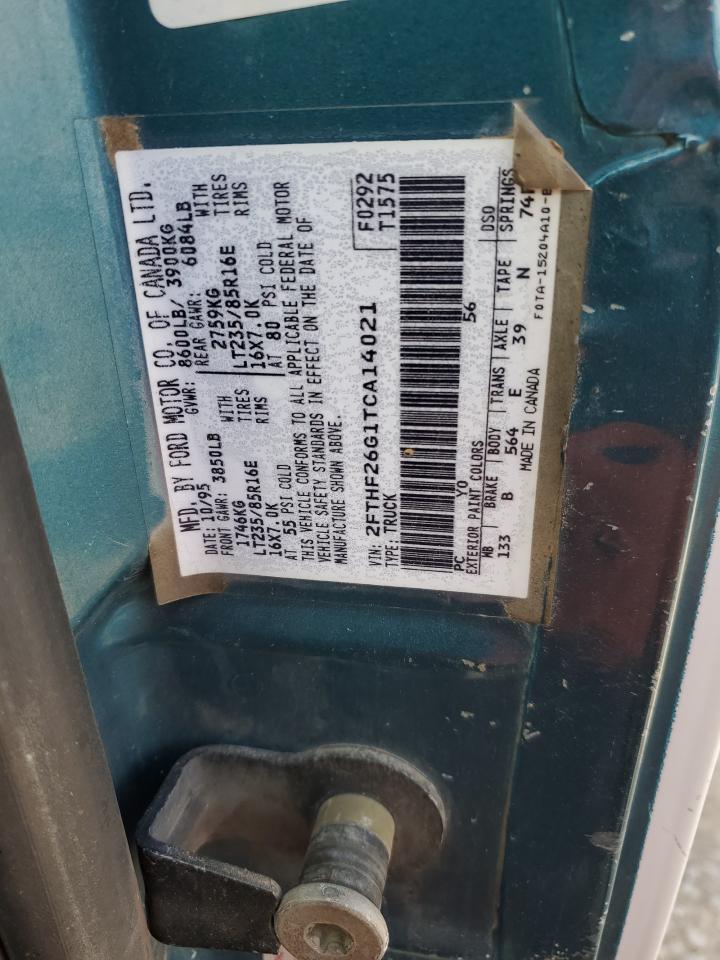 MFD. BY FORD MOTOR CO. OF CANADA LTD.
DATE: 10/95 GVWR: 8600LB/ 3900KG
FRONT GAWR: 3850LB REAR GAWR: 6084LB
1746KG WITH 2759KG WITH
LT235/85R16E TIRES LT235/85R16E TIRES
16X7.0K RIMS 16X7.0K RIMS
AT 55 PSI COLD AT 80 PSI COLD
THIS VEHICLE CONFORMS TO ALL APPLICABLE FEDERAL MOTOR
VEHICLE SAFETY STANDARDS IN EFFECT ON THE DATE OF
MANUFACTURE SHOWN ABOVE.
F0292
VIN: 2FTHF26G1TCA14021 T1575
TYPE: TRUCK
PC YO 56
EXTERIOR PAINT COLORS DSO
WB BRAKE BODY TRANS AXLE TAPE SPRINGS
133 B 564 E 39 N 74
MADE IN CANADA
FOTA-15204A10-B